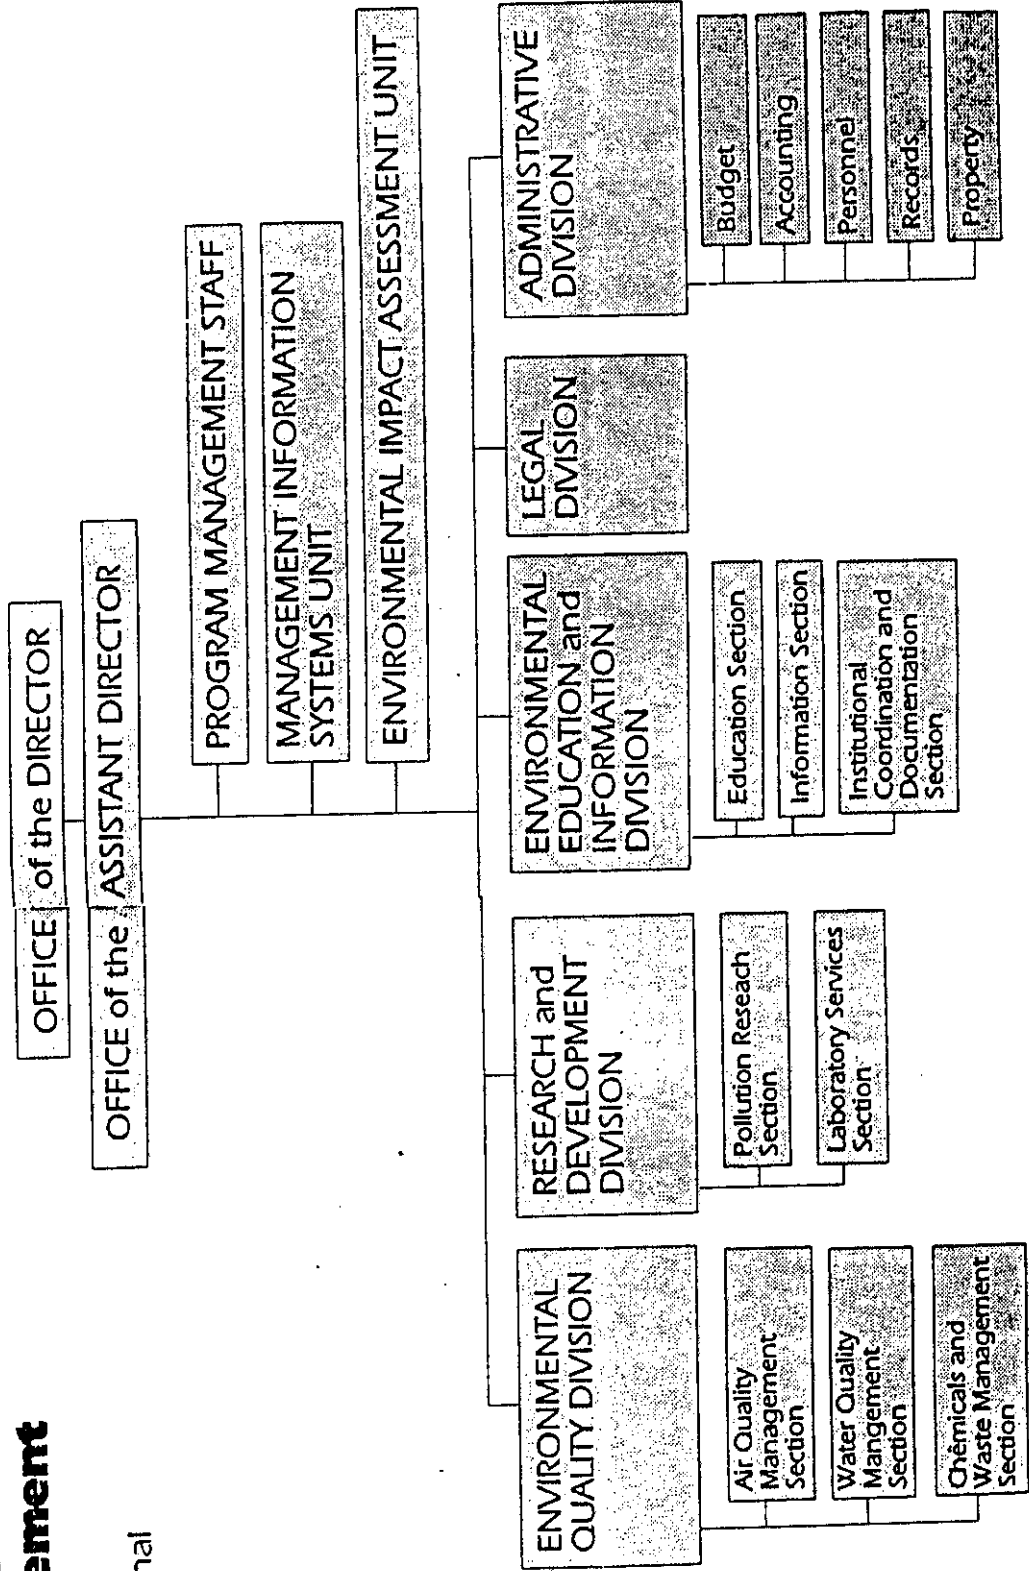 ement
nal
OFFICE of the DIRECTOR
OFFICE of the ASSISTANT DIRECTOR
PROGRAM MANAGEMENT STAFF
MANAGEMENT INFORMATION
SYSTEMS UNIT
ENVIRONMENTAL IMPACT ASSESSMENT UNIT
ENVIRONMENTAL
QUALITY DIVISION
Air Quality
Management
Section
Water Quality
Mangement
Section
Chemicals and
Waste Management
Section
RESEARCH and
DEVELOPMENT
DIVISION
Pollution Reseach
Section
Laboratory Services
Section
ENVIRONMENTAL
EDUCATION and
INFORMATION
DIVISION
Education Section
Information Section
Institutional
Coordination and
Documentation
Section
LEGAL
DIVISION
ADMINISTRATIVE
DIVISION
Budget
Accounting
Personnel
Records
Property